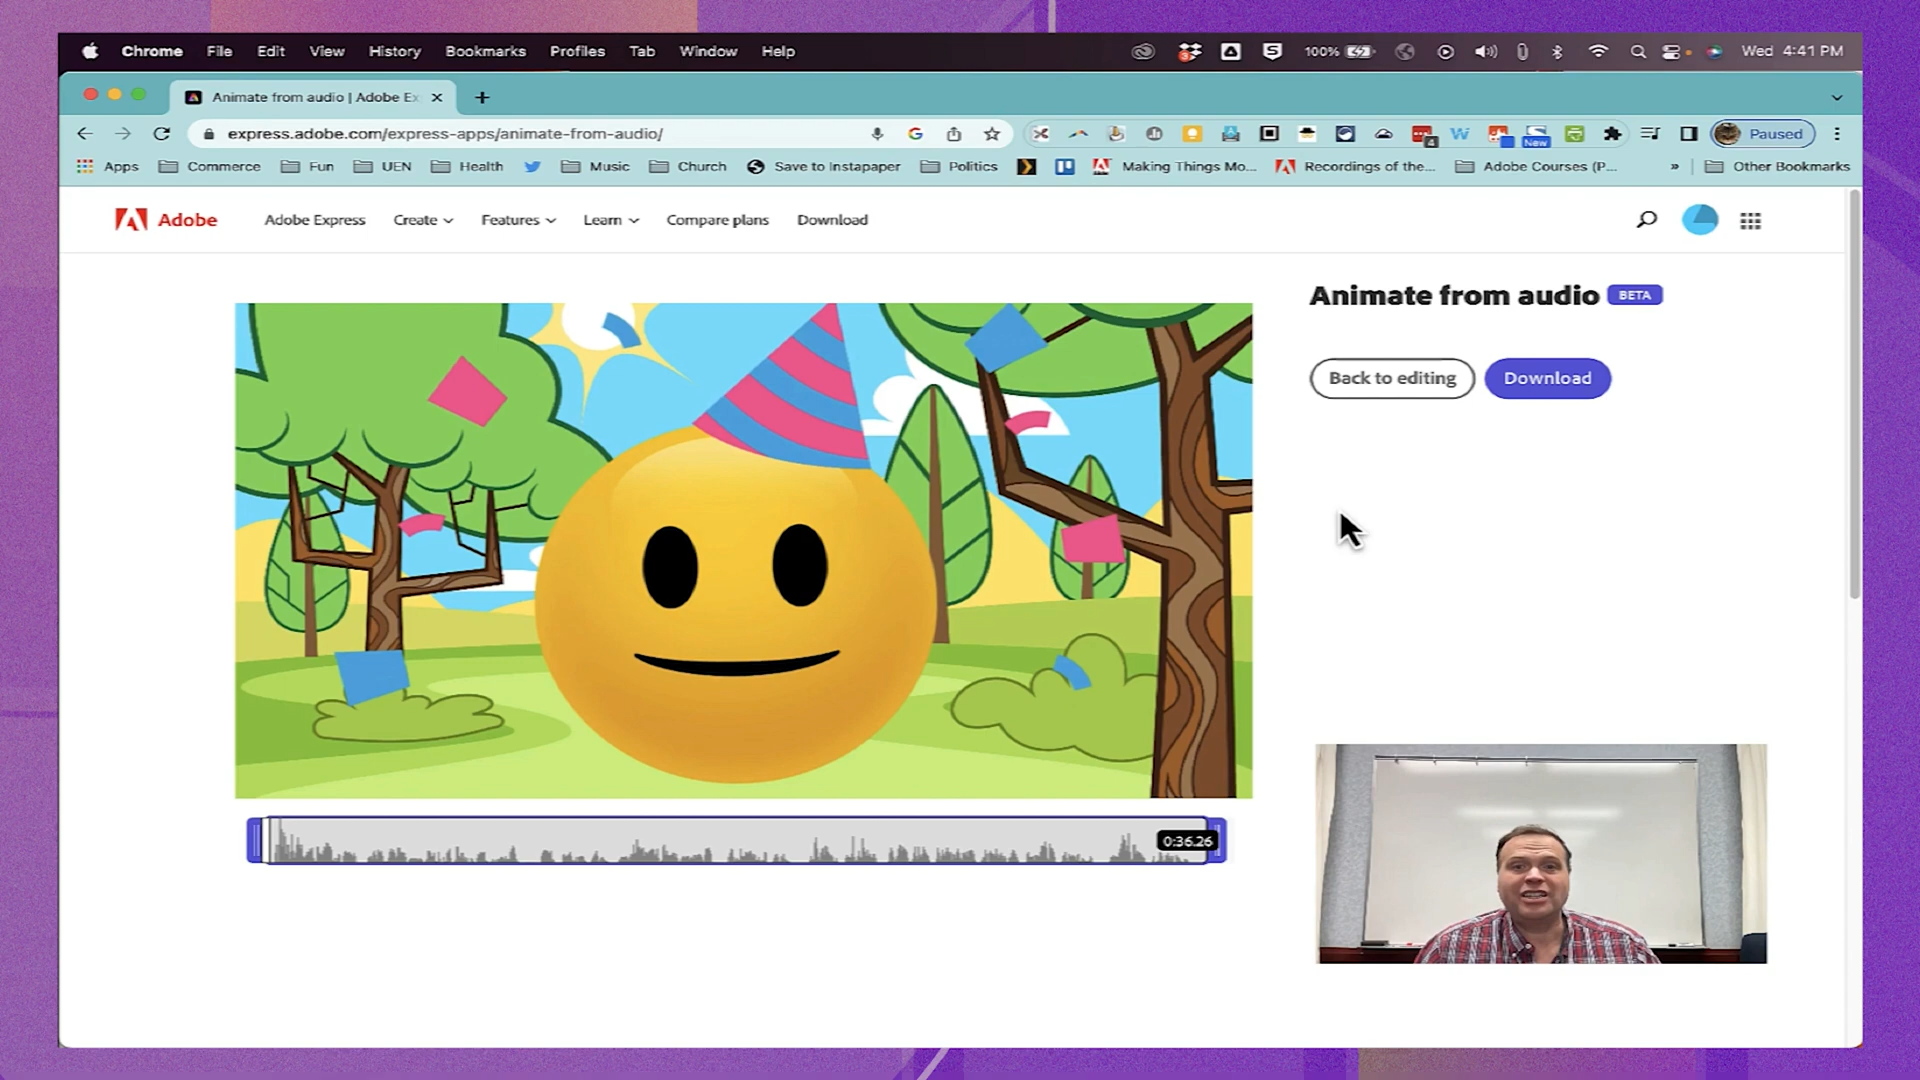 Chrome File Edit View History Bookmarks Profiles Tab Window Help 100% Wed 4:41 PM
Animate from audio | Adobe Ex
express.adobe.com/express-apps/animate-from-audio/ Paused
New
Apps Commerce Fun UEN Health Music Church Save to Instapaper Politics Making Things Mo... Recordings of the... Adobe Courses (P... » Other Bookmarks
Adobe Adobe Express Create Features Learn Compare plans Download
Animate from audio BETA
Back to editing Download
0:36.26